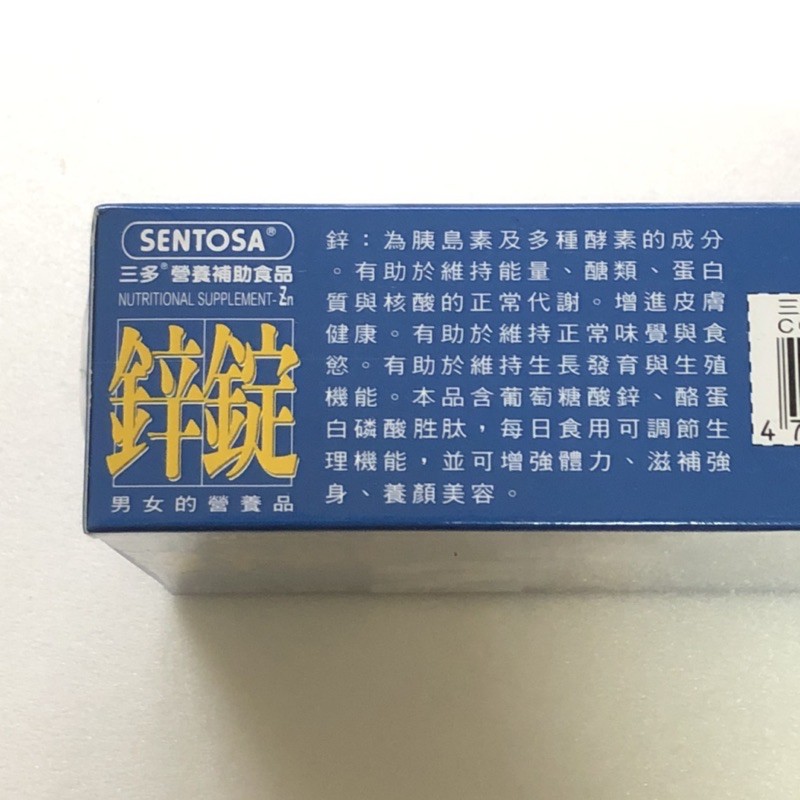 SENTOSA®
三多®營養補助食品
NUTRITIONAL SUPPLEMENT-Zn
鋅錠
男女的營養品
鋅：為胰島素及多種酵素的成分
。有助於維持能量、醣類、蛋白
質與核酸的正常代謝。增進皮膚
健康。有助於維持正常味覺與食
慾。有助於維持生長發育與生殖
機能。本品含葡萄糖酸鋅、酪蛋
白磷酸胜肽，每日食用可調節生
理機能，並可增強體力、滋補強
身、養顏美容。
三
C
4 7